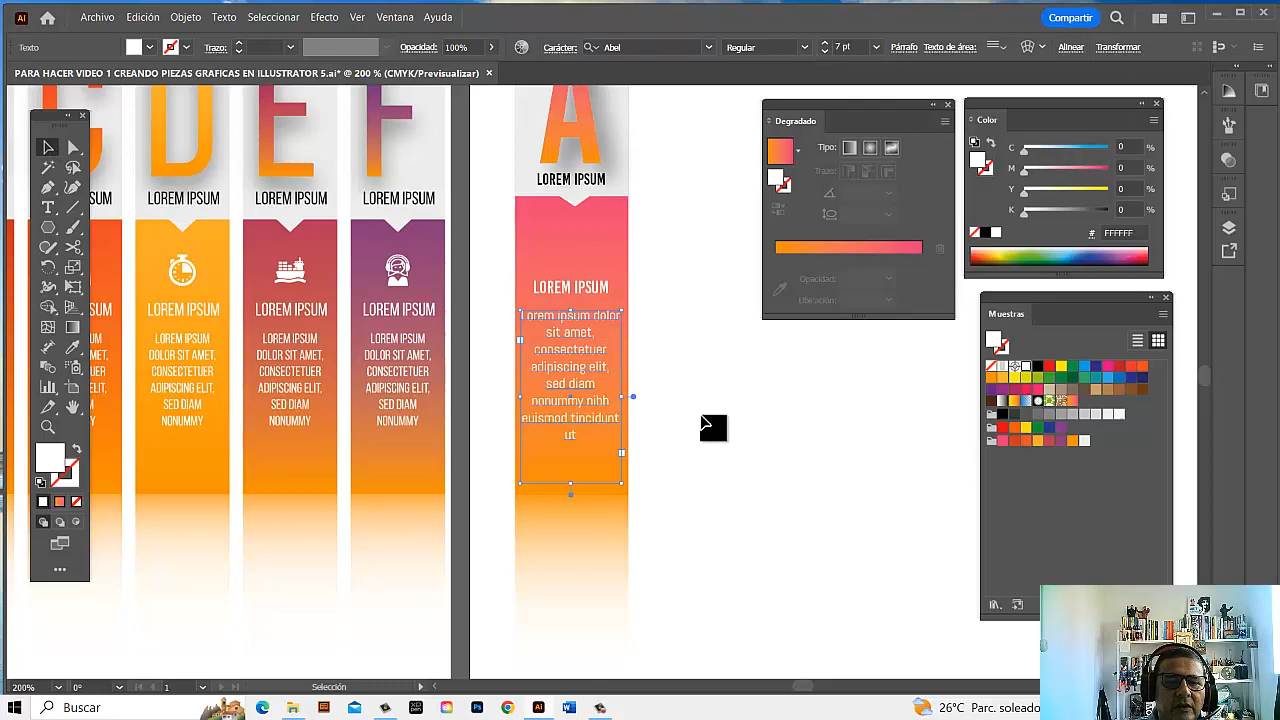 Ai
Archivo Edición Objeto Texto Seleccionar Efecto Ver Ventana Ayuda
Compartir
Texto
Trazo:
Opacidad: 100%
Carácter: Abel Regular 7 pt
Párrafo Texto de área:
Alinear Transformar
PARA HACER VIDEO 1 CREANDO PIEZAS GRAFICAS EN ILLUSTRATOR 5.ai* @ 200 % (CMYK/Previsualizar) ×
D E F
IPSUM
LOREM IPSUM
LOREM IPSUM
LOREM IPSUM
IPSUM
LOREM IPSUM
LOREM IPSUM
LOREM IPSUM
LOREM IPSUM
DOLOR SIT AMET,
CONSECTETUER
ADIPISCING ELIT,
SED DIAM
NONUMMY
LOREM IPSUM
DOLOR SIT AMET,
CONSECTETUER
ADIPISCING ELIT,
SED DIAM
NONUMMY
LOREM IPSUM
DOLOR SIT AMET,
CONSECTETUER
ADIPISCING ELIT,
SED DIAM
NONUMMY
A
LOREM IPSUM
LOREM IPSUM
Lorem ipsum dolor
sit amet,
consectetuer
adipiscing elit,
sed diam
nonummy nibh
euismod tincidunt
ut
Degradado
Tipo:
Trazo:
Opacidad:
Ubicación:
Color
C 0 %
M 0 %
Y 0 %
K 0 %
# FFFFFF
Muestras
200% 0° 1 Selección
Buscar
Ai Ps Ai W
26°C Parc. soleado